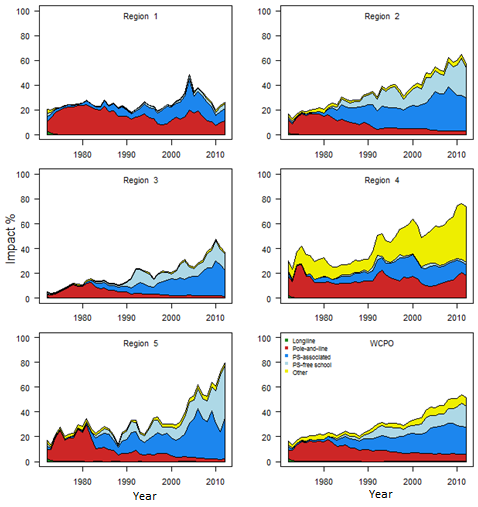 Region 1
Region 2
100
80
60
40
20
0
100
80
60
40
20
0
1980 1990 2000 2010
1980 1990 2000 2010
Region 3
Region 4
Impact %
100
80
60
40
20
0
100
80
60
40
20
0
1980 1990 2000 2010
1980 1990 2000 2010
Region 5
WCPO
Longline
Pole-and-line
PS-associated
PS-free school
Other
100
80
60
40
20
0
100
80
60
40
20
0
1980 1990 2000 2010
1980 1990 2000 2010
Year
Year